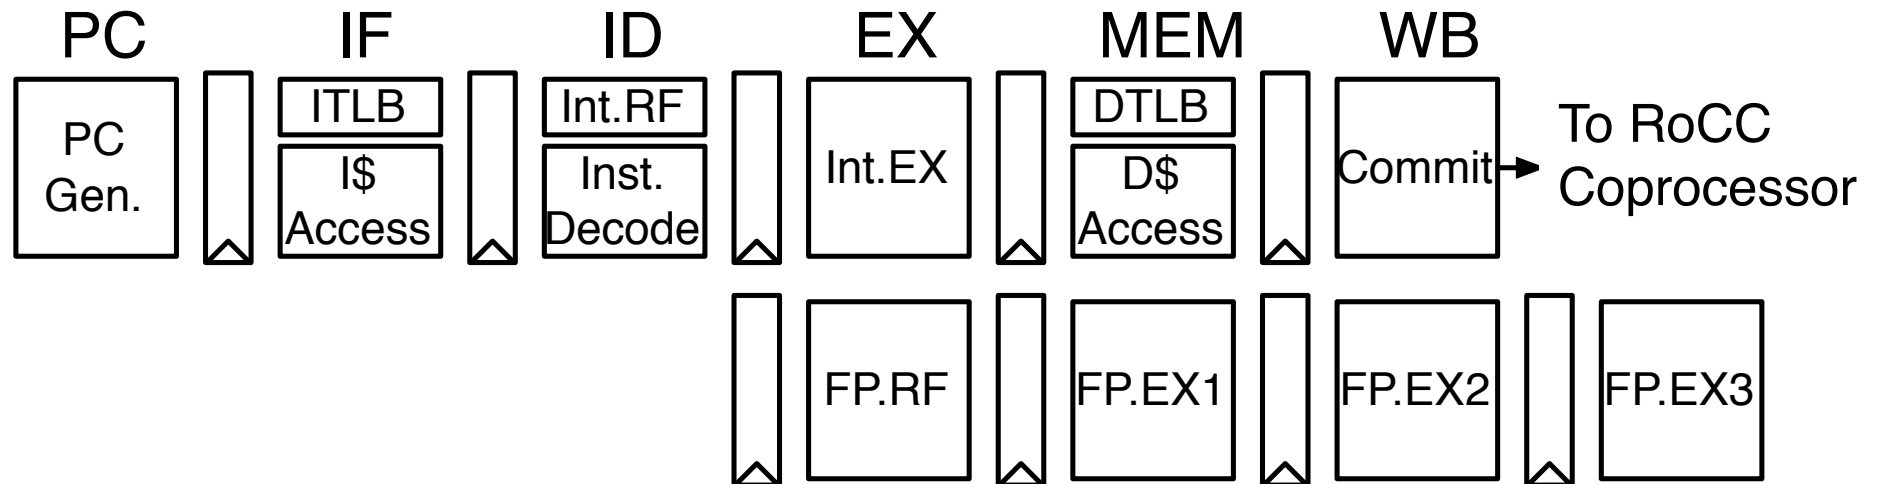 PC IF ID EX MEM WB
PC
Gen.
ITLB
I$
Access
Int.RF
Inst.
Decode
Int.EX
DTLB
D$
Access
Commit
To RoCC
Coprocessor
FP.RF
FP.EX1
FP.EX2
FP.EX3